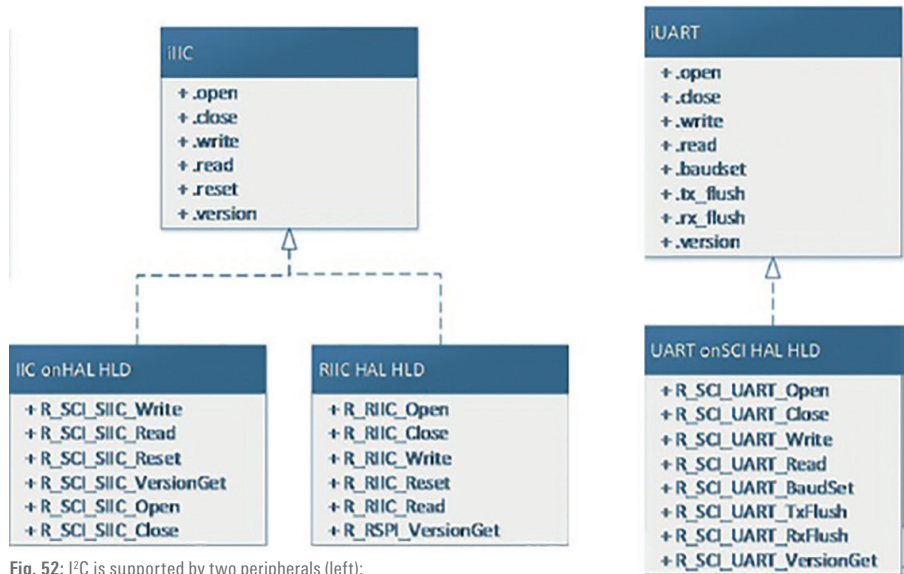 iIIC
+ .open
+ .close
+ .write
+ .read
+ .reset
+ .version
iUART
+ .open
+ .close
+ .write
+ .read
+ .baudset
+ .tx_flush
+ .rx_flush
+ .version
IIC onHAL HLD
+ R_SCI_SIIC_Write
+ R_SCI_SIIC_Read
+ R_SCI_SIIC_Reset
+ R_SCI_SIIC_VersionGet
+ R_SCI_SIIC_Open
+ R_SCI_SIIC_Close
RIIC HAL HLD
+ R_RIIC_Open
+ R_RIIC_Close
+ R_RIIC_Write
+ R_RIIC_Reset
+ R_RIIC_Read
+ R_RSPI_VersionGet
UART onSCI HAL HLD
+ R_SCI_UART_Open
+ R_SCI_UART_Close
+ R_SCI_UART_Write
+ R_SCI_UART_Read
+ R_SCI_UART_BaudSet
+ R_SCI_UART_TxFlush
+ R_SCI_UART_RxFlush
+ R_SCI_UART_VersionGet
Fig. 52: I²C is supported by two peripherals (left):